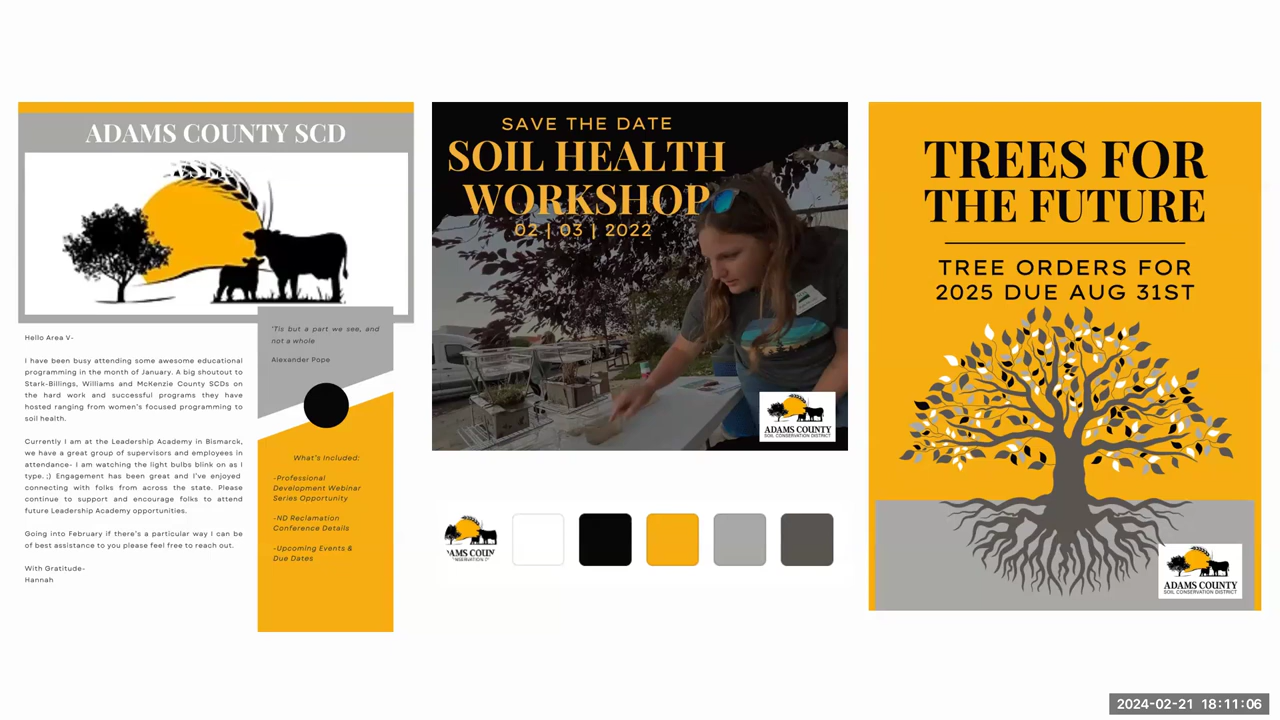 ADAMS COUNTY SCD
Hello Area V-
I have been busy attending some awesome educational
programming in the month of January. A big shoutout to
Stark-Billings, Williams and McKenzie County SCDs on
the hard work and successful programs they have
hosted ranging from women's focused programming to
soil health.
Currently I am at the Leadership Academy in Bismarck,
we have a great group of supervisors and employees in
attendance- I am watching the light bulbs blink on as I
type. ;) Engagement has been great and I've enjoyed
connecting with folks from across the state. Please
continue to support and encourage folks to attend
future Leadership Academy opportunities.
Going into February if there's a particular way I can be
of best assistance to you please feel free to reach out.
With Gratitude-
Hannah
"Tis but a part we see, and
not a whole
Alexander Pope
What's Included:
-Professional
Development Webinar
Series Opportunity
-ND Reclamation
Conference Details
-Upcoming Events &
Due Dates
SAVE THE DATE
SOIL HEALTH
WORKSHOP
02 | 03 | 2022
ADAMS COUNTY
SOIL CONSERVATION DISTRICT
TREES FOR
THE FUTURE
TREE ORDERS FOR
2025 DUE AUG 31ST
ADAMS COUNTY
SOIL CONSERVATION DISTRICT
2024-02-21 18:11:06